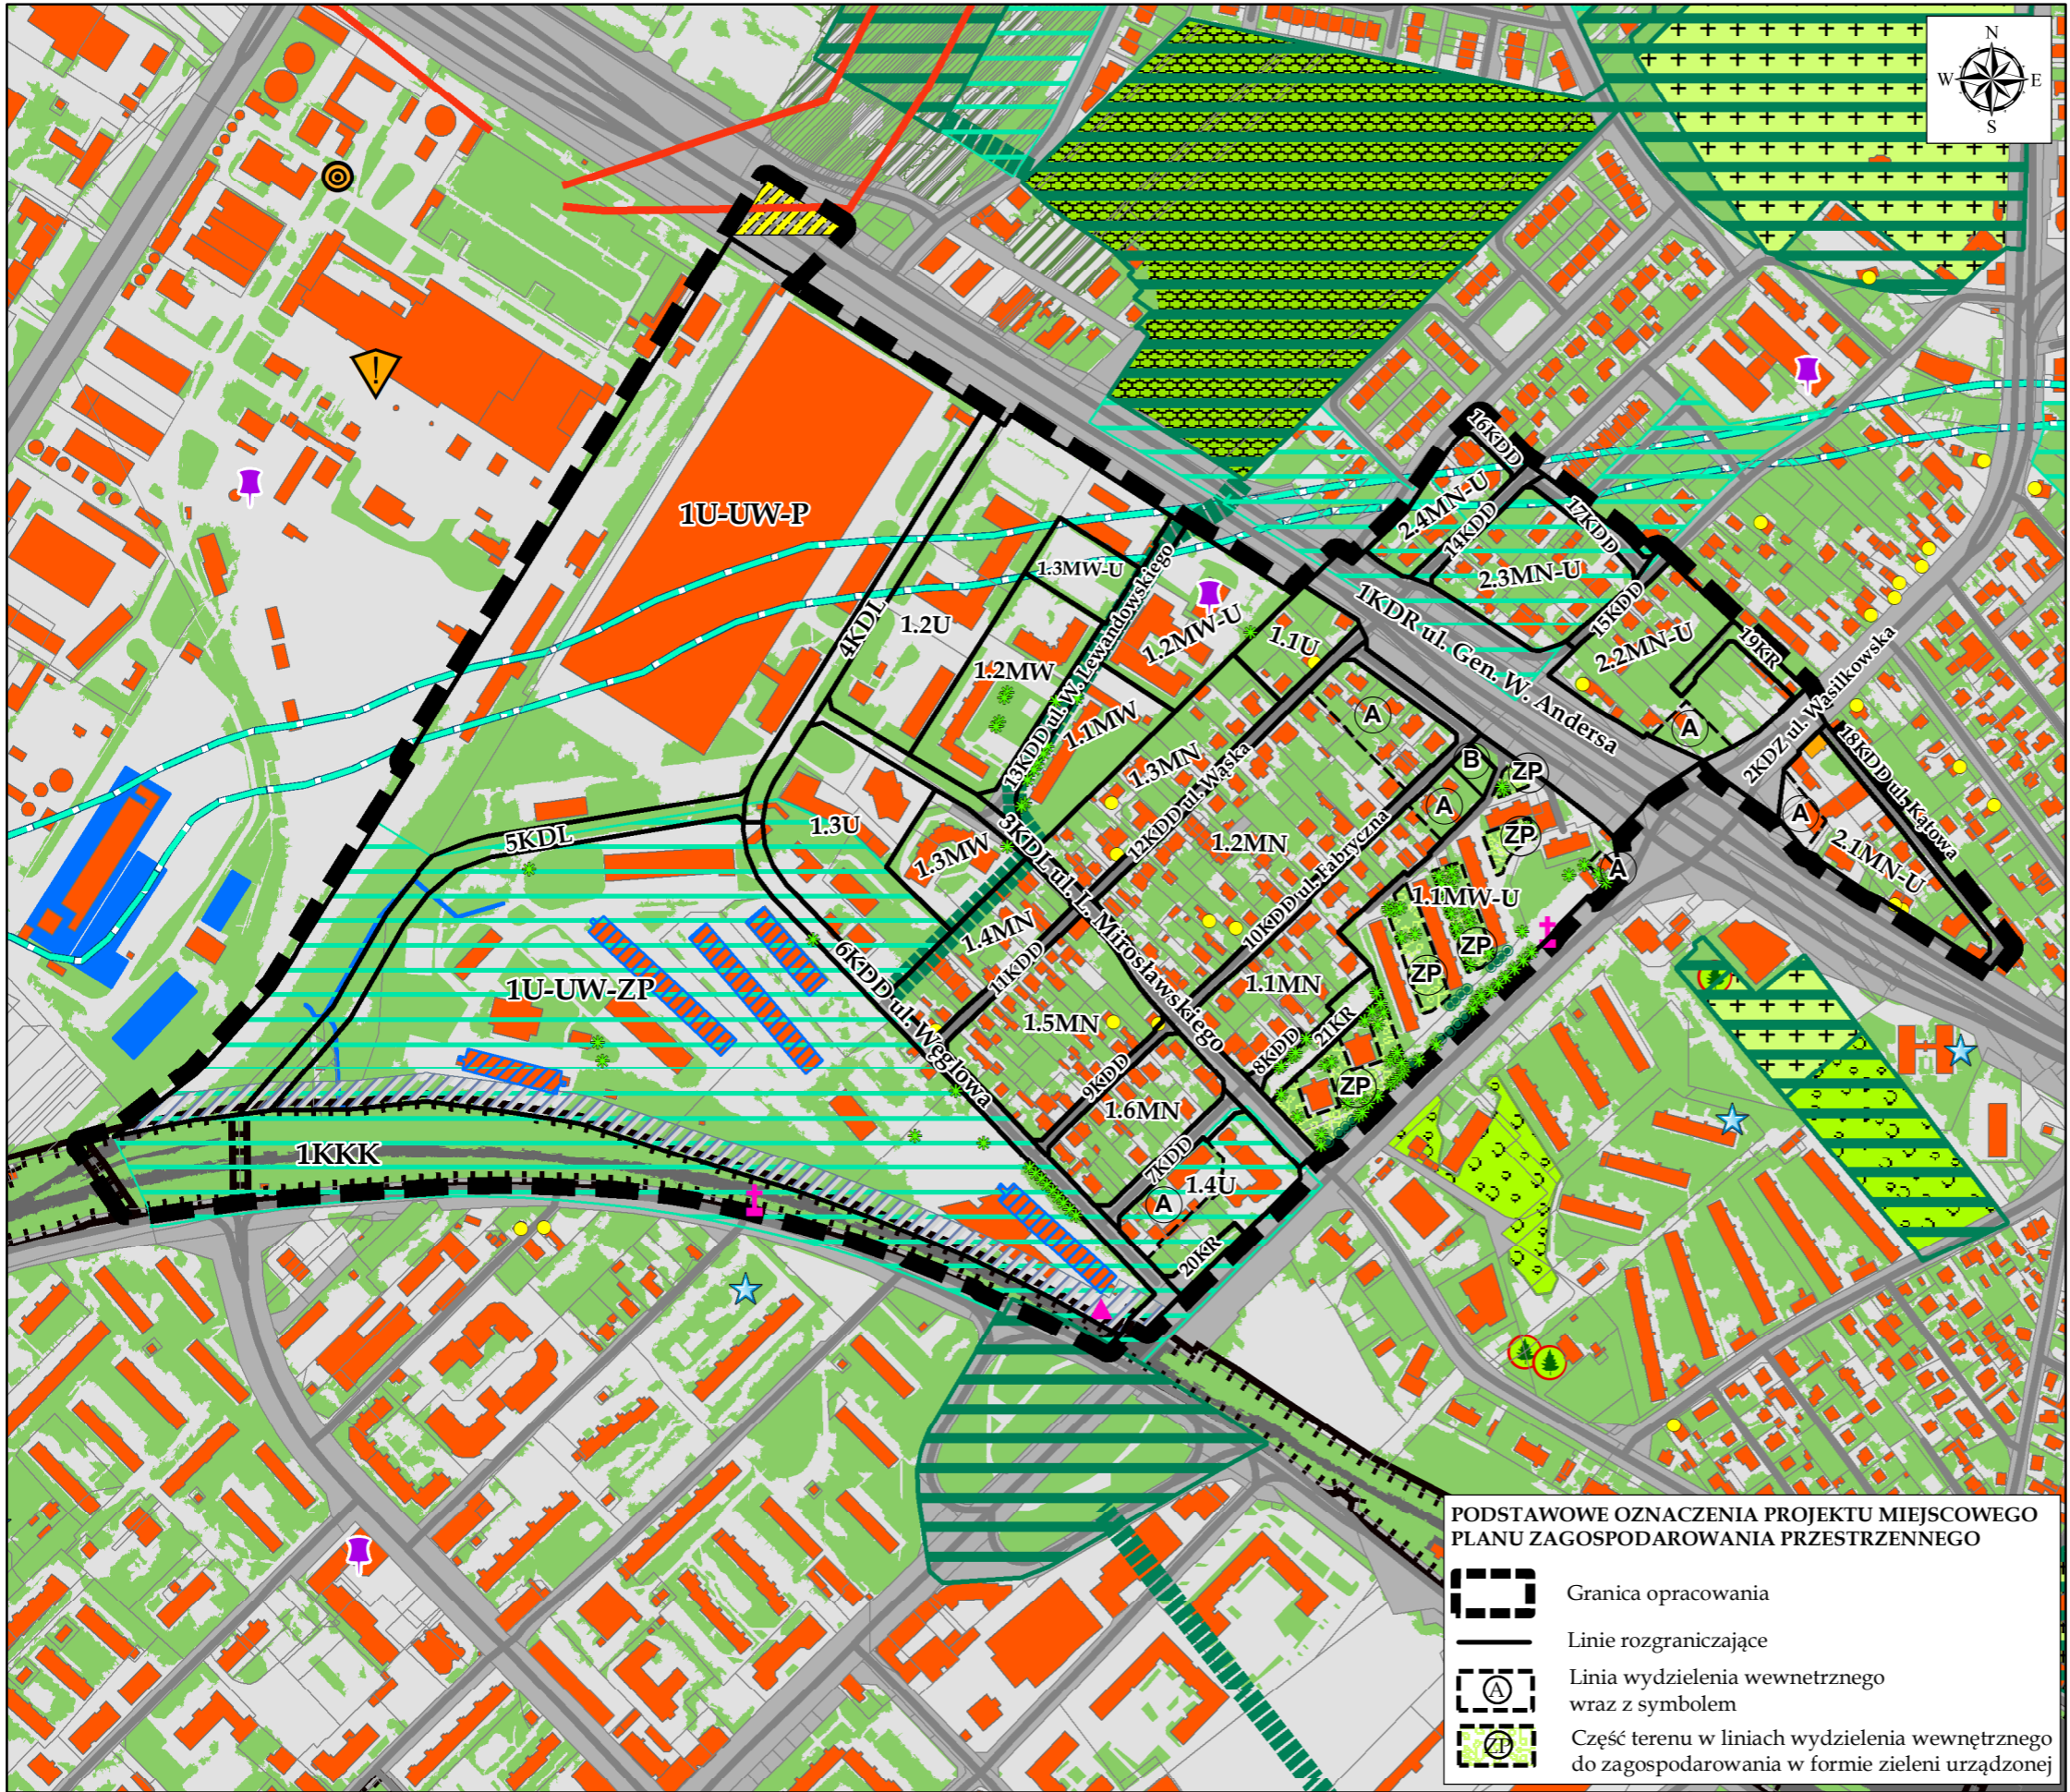 N
W E
S
1U-UW-P
16KDD
2.4MN-U
14KDD
17KDD
2.3MN-U
15KDD
2.2MN-U
19KR
1.3MW-U
4KDL
1.2U
1.2MW
13KDD ul. W. Lewandowskiego
1.2MW-U
1.1U
1KDR ul. Gen. W. Andersa
A
A
2KDZ ul. Wasilkowska
18KDD ul. Kątowa
A
2.1MN-U
1.1MW
1.3MN
12KDD ul. Wąska
B
ZP
A
ZP
A
1.3U
5KDL
1.3MW
3KDL ul. L. Mirosławskiego
1.2MN
10KDD ul. Fabryczna
1.1MW-U
ZP
ZP
1.4MN
11KDD
6KDD ul. Węglowa
1U-UW-ZP
1.1MN
1.5MN
8KDD
21KR
ZP
9KDD
1.6MN
1KKK
7KDD
1.4U
A
20KR
PODSTAWOWE OZNACZENIA PROJEKTU MIEJSCOWEGO
PLANU ZAGOSPODAROWANIA PRZESTRZENNEGO
Granica opracowania
Linie rozgraniczające
A
Linia wydzielenia wewnetrznego
wraz z symbolem
ZP
Część terenu w liniach wydzielenia wewnętrznego
do zagospodarowania w formie zieleni urządzonej